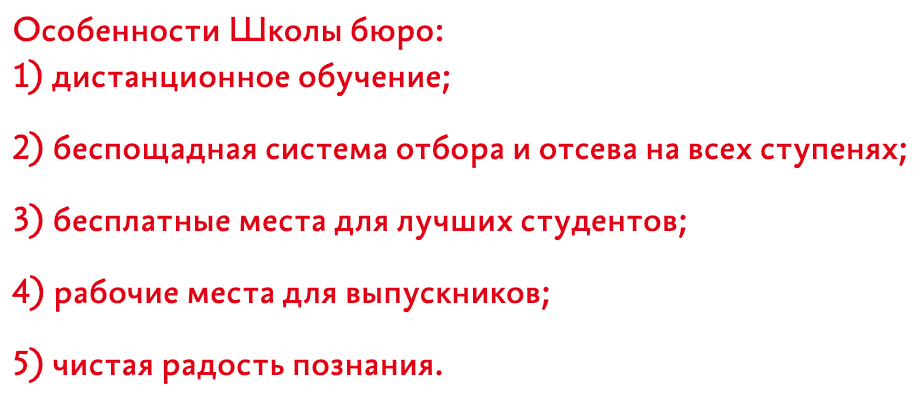 Особенности Школы бюро:
1) дистанционное обучение;
2) беспощадная система отбора и отсева на всех ступенях;
3) бесплатные места для лучших студентов;
4) рабочие места для выпускников;
5) чистая радость познания.